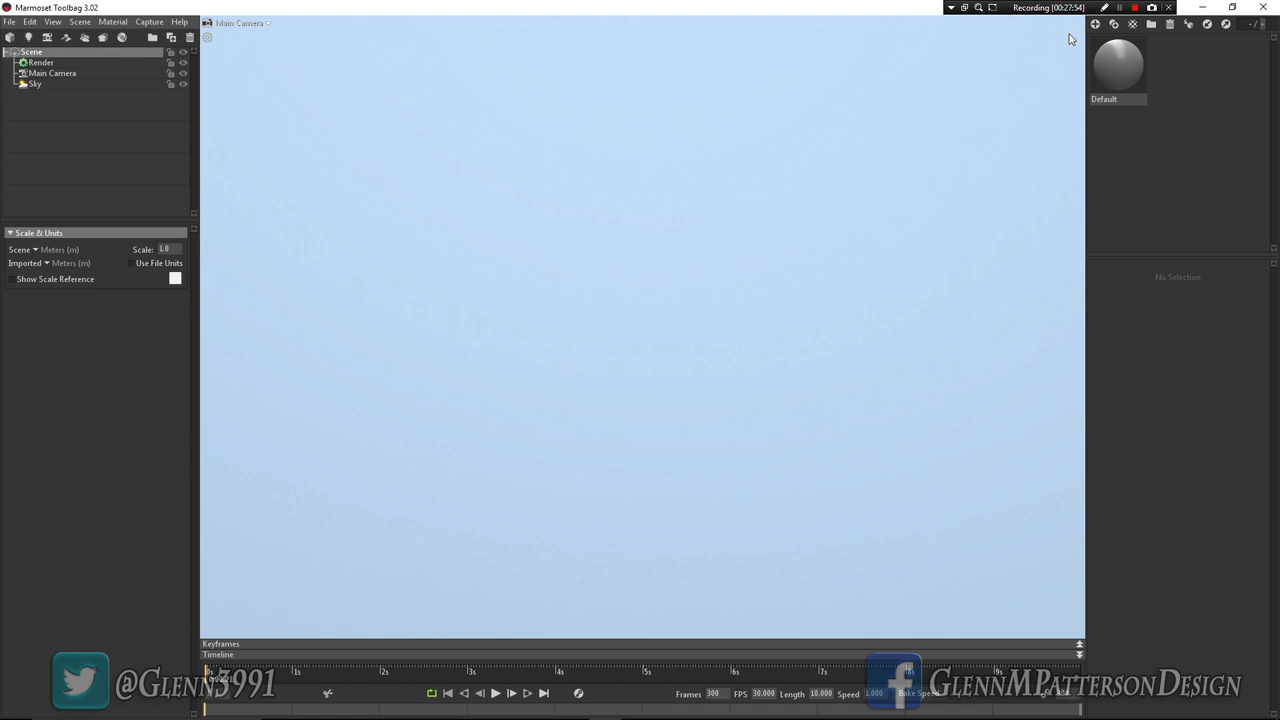 Marmoset Toolbag 3.02
Recording [00:27:54]
File Edit View Scene Material Capture Help
Main Camera
Scene
Render
Main Camera
Sky
Default
Scale & Units
Scene Meters (m) Scale: 1.0
Imported Meters (m) Use File Units
Show Scale Reference
No Selection
Keyframes
Timeline
0s 1s 2s 3s 4s 5s 6s 7s 8s 9s
Frames 300 FPS 30.000 Length 10.000 Speed 1.000 Bake Speed
@Glenn3991
GlennMPattersonDesign